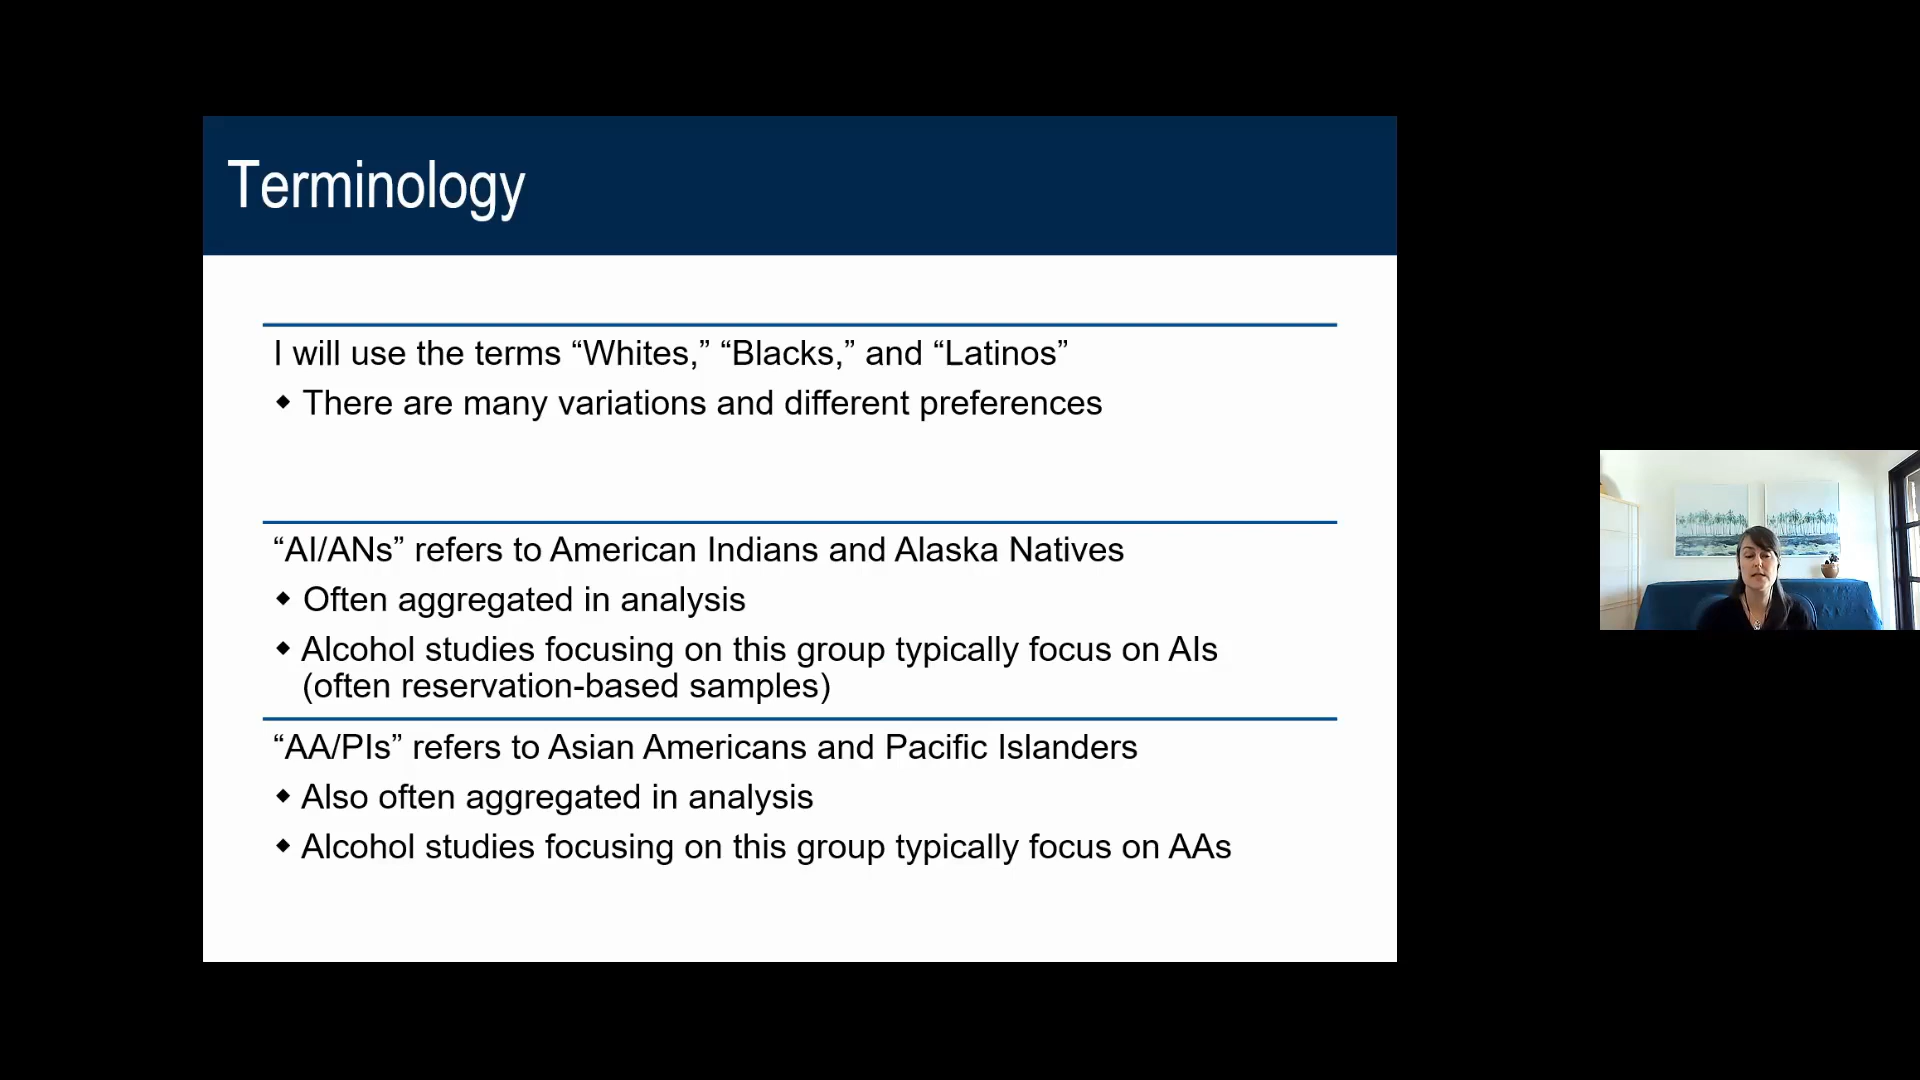 Terminology
I will use the terms “Whites,” “Blacks,” and “Latinos”
◆ There are many variations and different preferences
“AI/ANs” refers to American Indians and Alaska Natives
◆ Often aggregated in analysis
◆ Alcohol studies focusing on this group typically focus on AIs
(often reservation-based samples)
“AA/PIs” refers to Asian Americans and Pacific Islanders
◆ Also often aggregated in analysis
◆ Alcohol studies focusing on this group typically focus on AAs